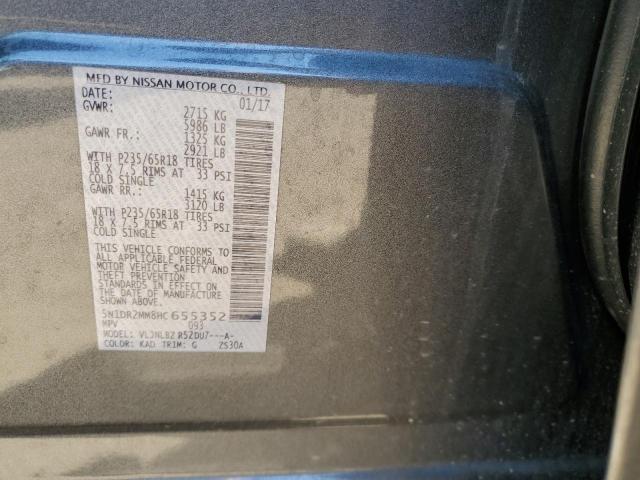 MFD BY NISSAN MOTOR CO., LTD.
DATE: 01/17
GVWR: 2715 KG
5986 LB
GAWR FR.: 1325 KG
2921 LB
WITH P235/65R18 TIRES
18 X 7.5 RIMS AT 33 PSI
COLD SINGLE
GAWR RR.: 1415 KG
3120 LB
WITH P235/65R18 TIRES
18 X 7.5 RIMS AT 33 PSI
COLD SINGLE
THIS VEHICLE CONFORMS TO
ALL APPLICABLE FEDERAL
MOTOR VEHICLE SAFETY AND
THEFT PREVENTION
STANDARDS IN EFFECT ON
THE DATE OF MANUFACTURE
SHOWN ABOVE.
5N1DR2MM8HC655352
MPV 093
MODEL: VLJNLBZ R52DU7---A-
COLOR: KAD TRIM: G 2S30A